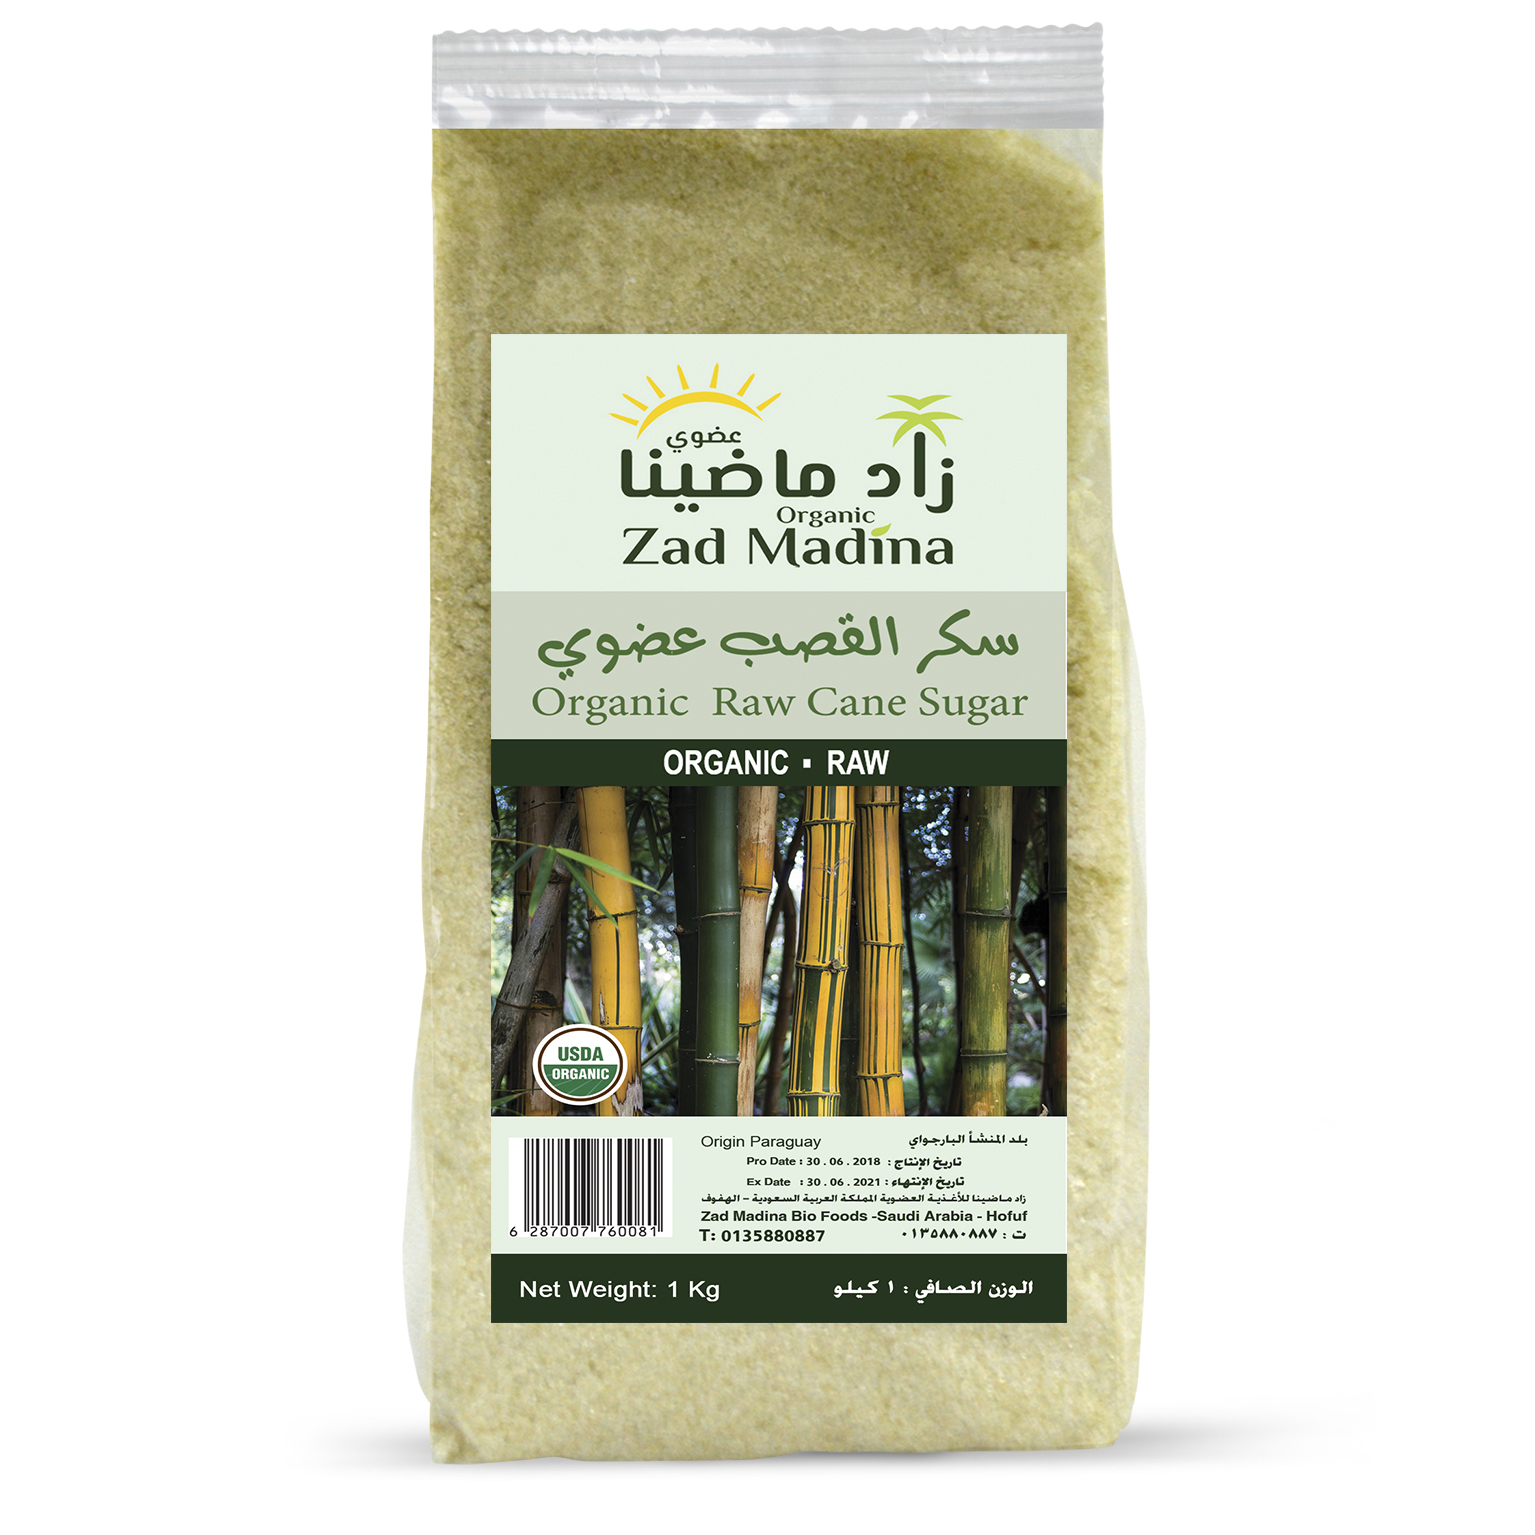 عضوي
زاد ماضينا
Organic
Zad Madina
سكر القصب عضوي
Organic Raw Cane Sugar
ORGANIC ▪ RAW
USDA
ORGANIC
Origin Paraguay بلد المنشأ البارجواي
Pro Date : 30 . 06 . 2018 تاريخ الإنتاج :
Ex Date : 30 . 06 . 2021 تاريخ الإنتهاء :
زاد ماضينا للأغذية العضوية المملكة العربية السعودية – الهفوف
Zad Madina Bio Foods -Saudi Arabia - Hofuf
T: 0135880887 ت : ٠١٣٥٨٨٠٨٨٧
6 287007 760081
Net Weight: 1 Kg الوزن الصافي : ١ كيلو